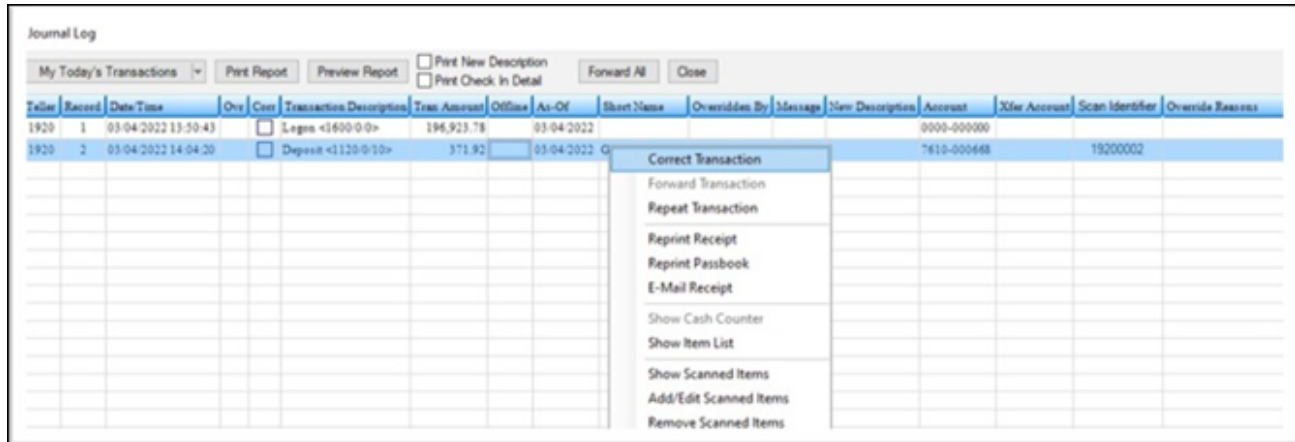 Journal Log
My Today's Transactions Print Report Preview Report Print New Description Forward All Close
Print Check In Detail
Teller Record Date/Time Ovr Corr Transaction Description Tran Amount Offline As-Of Short Name Overridden By Message New Description Account Xfer Account Scan Identifier Override Reasons
1920 1 03/04/2022 13:50:43 Logon <1600/0/0> 196,923.78 03/04/2022 0000-000000
1920 2 03/04/2022 14:04:20 Deposit <1120/0/10> 371.92 03/04/2022 G 7610-000668 19200002
Correct Transaction
Forward Transaction
Repeat Transaction
Reprint Receipt
Reprint Passbook
E-Mail Receipt
Show Cash Counter
Show Item List
Show Scanned Items
Add/Edit Scanned Items
Remove Scanned Items